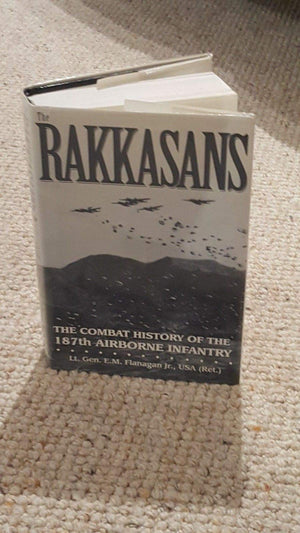 The
RAKKASANS
THE COMBAT HISTORY OF THE
187th AIRBORNE INFANTRY
Lt. Gen. E.M. Flanagan Jr., USA (Ret.)